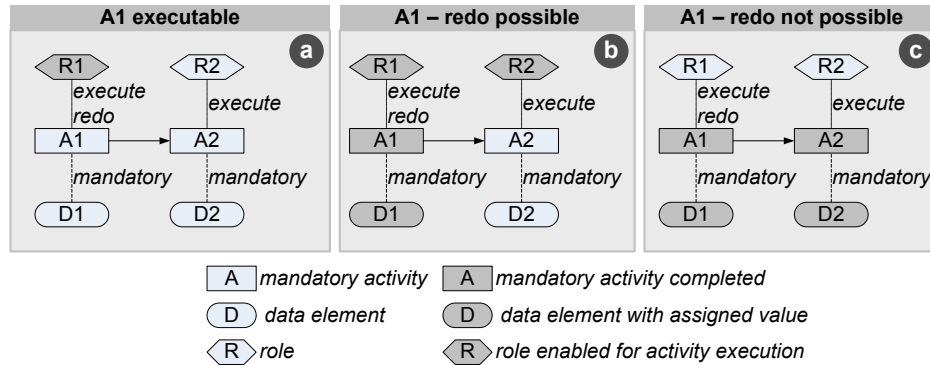 A1 executable
A1 – redo possible
A1 – redo not possible
a
b
c
R1
R2
R1
R2
R1
R2
execute
redo
execute
execute
redo
execute
execute
redo
execute
A1
A2
A1
A2
A1
A2
mandatory
mandatory
mandatory
mandatory
mandatory
mandatory
D1
D2
D1
D2
D1
D2
A mandatory activity
A mandatory activity completed
D data element
D data element with assigned value
R role
R role enabled for activity execution